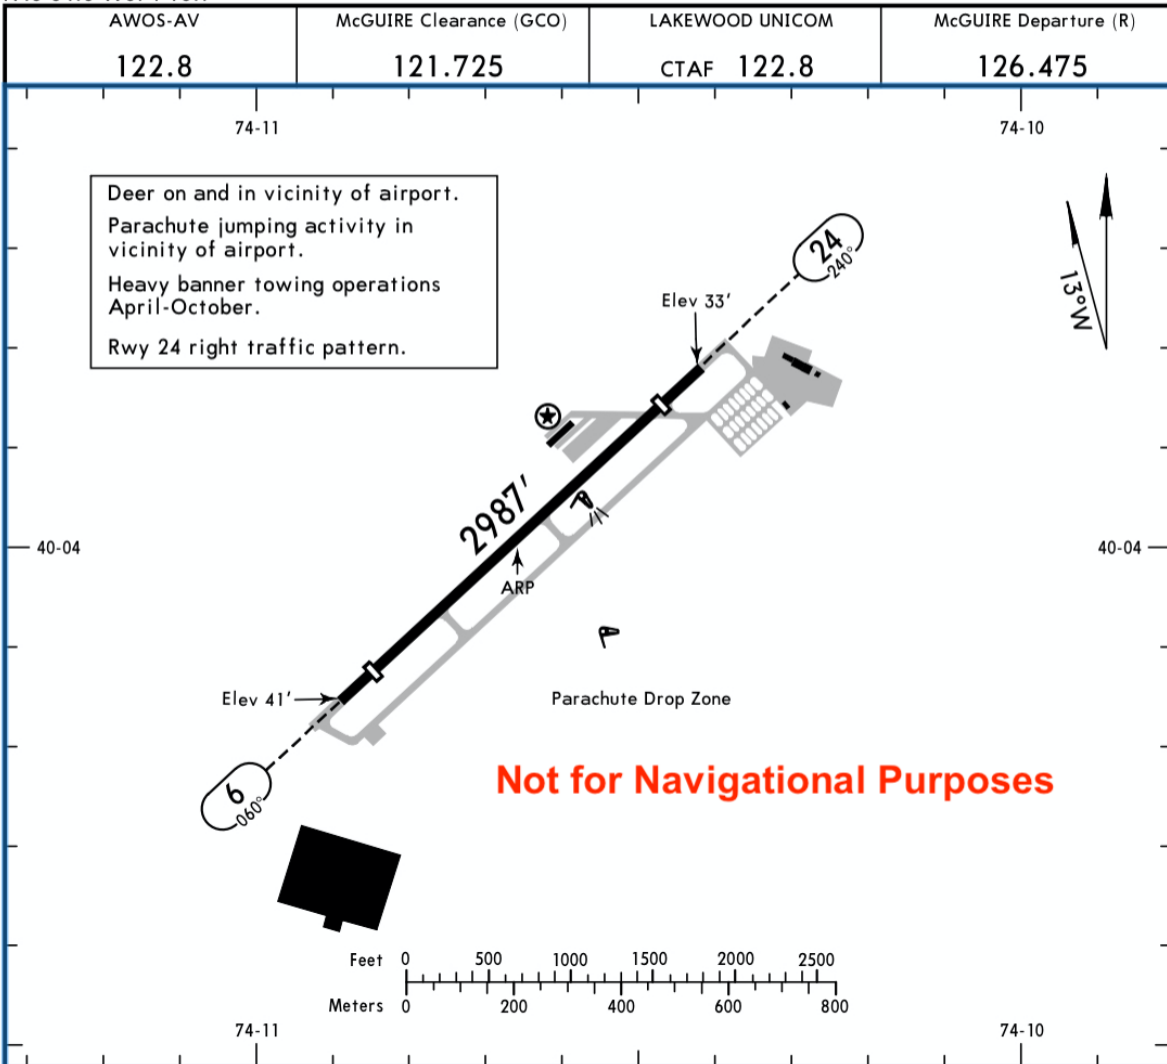 AWOS-AV
McGUIRE Clearance (GCO)
LAKEWOOD UNICOM
McGUIRE Departure (R)
122.8
121.725
CTAF 122.8
126.475
74-11
74-10
Deer on and in vicinity of airport.
Parachute jumping activity in
vicinity of airport.
Heavy banner towing operations
April-October.
Rwy 24 right traffic pattern.
13°W
24
240°
Elev 33'
2987'
40-04
40-04
ARP
Elev 41'
Parachute Drop Zone
Not for Navigational Purposes
6
060°
Feet 0 500 1000 1500 2000 2500
Meters 0 200 400 600 800
74-11
74-10